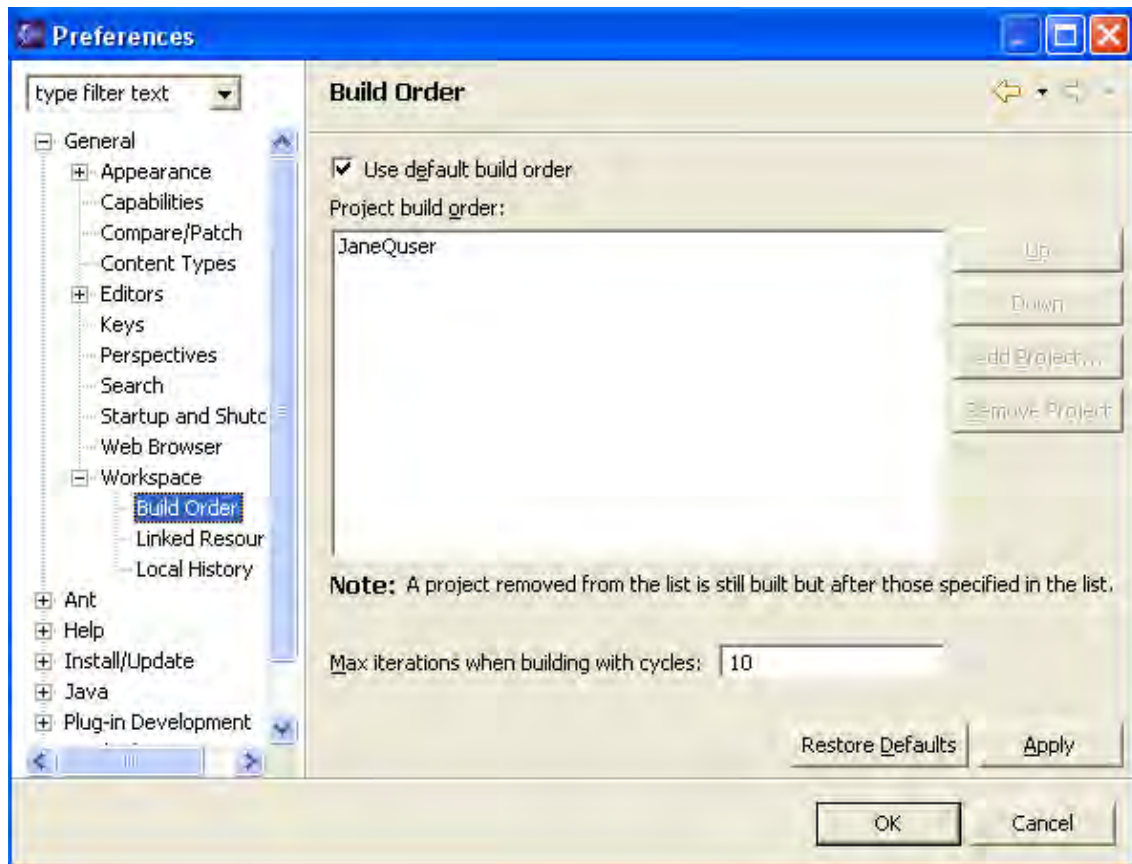 Preferences
type filter text
General
Appearance
Capabilities
Compare/Patch
Content Types
Editors
Keys
Perspectives
Search
Startup and Shutc
Web Browser
Workspace
Build Order
Linked Resour
Local History
Ant
Help
Install/Update
Java
Plug-in Development
Build Order
Use default build order
Project build order:
JaneQuser
Up
Down
Add Project...
Remove Project
Note: A project removed from the list is still built but after those specified in the list.
Max iterations when building with cycles: 10
Restore Defaults Apply
OK Cancel